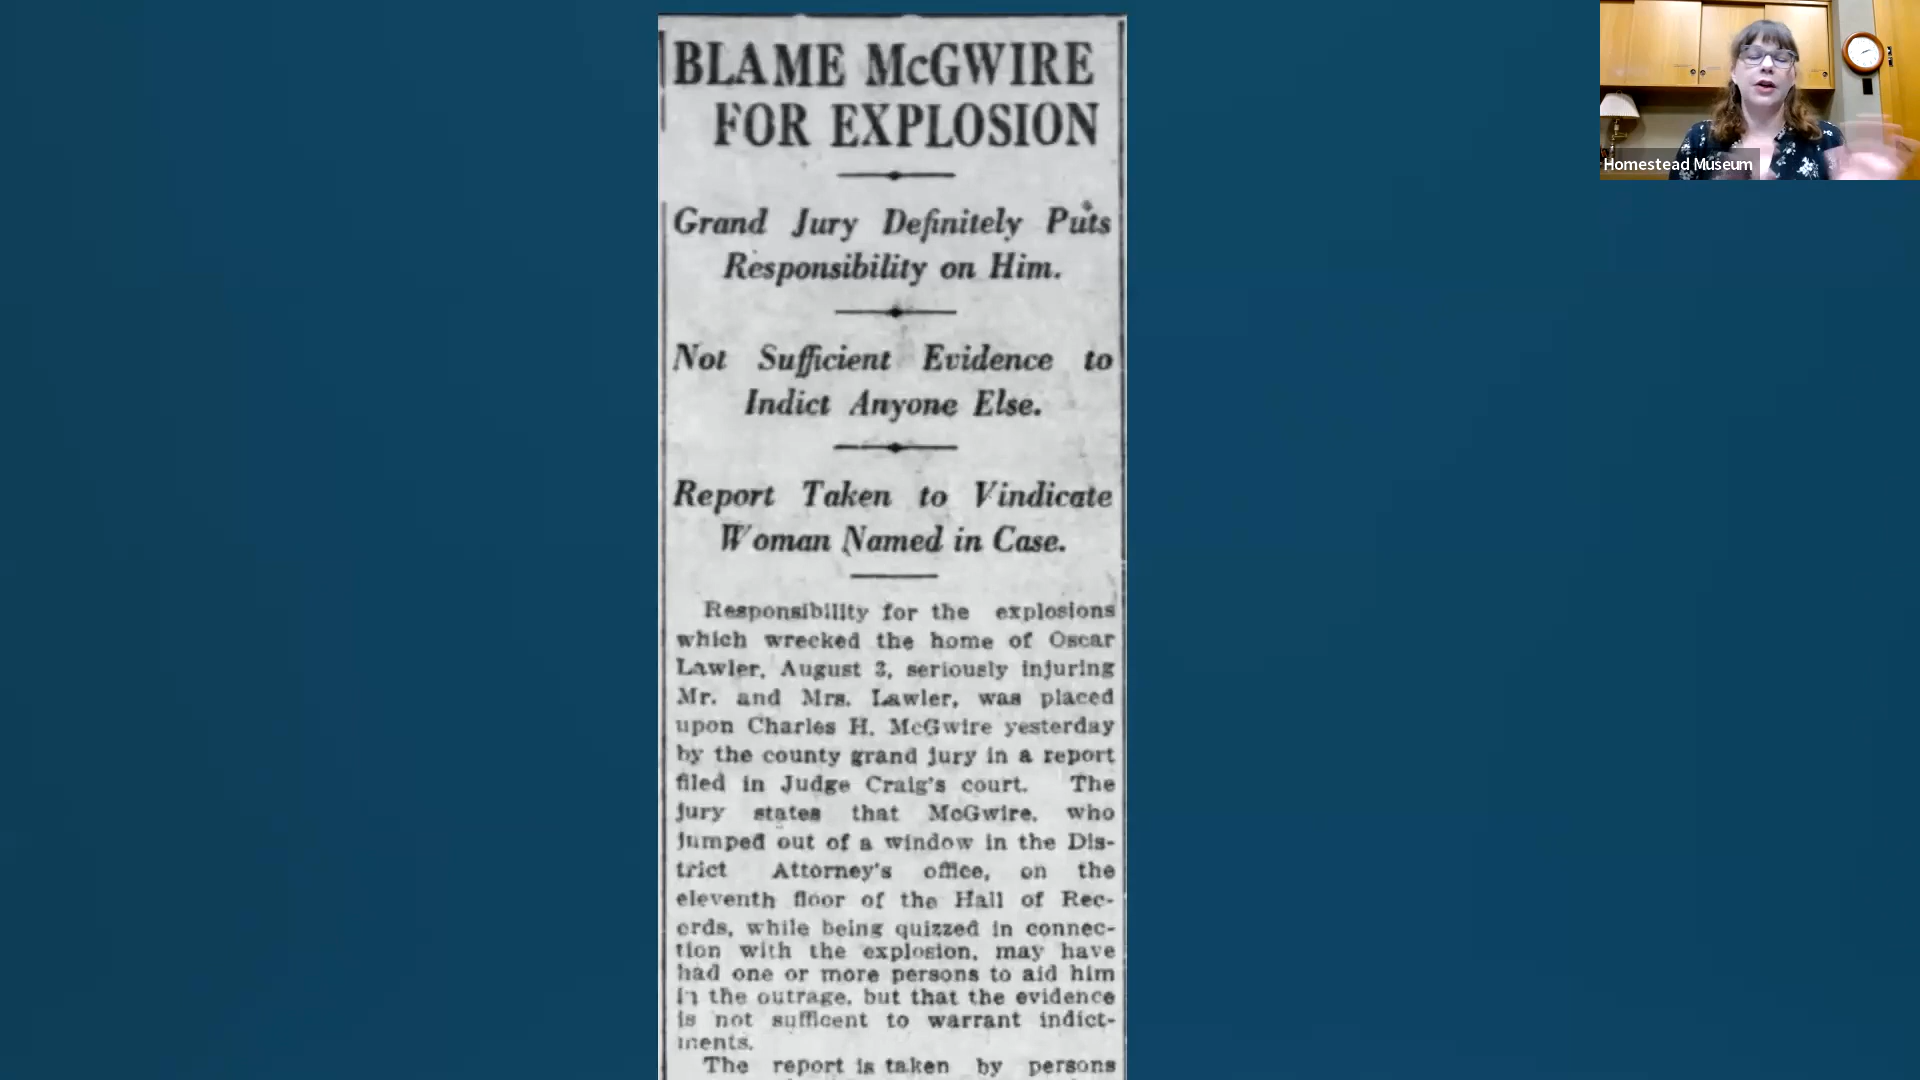 BLAME McGWIRE
FOR EXPLOSION
Grand Jury Definitely Puts
Responsibility on Him.
Not Sufficient Evidence to
Indict Anyone Else.
Report Taken to Vindicate
Woman Named in Case.
Responsibility for the explosions
which wrecked the home of Oscar
Lawler, August 3, seriously injuring
Mr. and Mrs. Lawler, was placed
upon Charles H. McGwire yesterday
by the county grand jury in a report
filed in Judge Craig's court. The
jury states that McGwire, who
jumped out of a window in the Dis-
trict Attorney's office, on the
eleventh floor of the Hall of Rec-
ords, while being quizzed in connec-
tion with the explosion, may have
had one or more persons to aid him
in the outrage, but that the evidence
is not sufficent to warrant indict-
ments.
The report is taken by persons
Homestead Museum